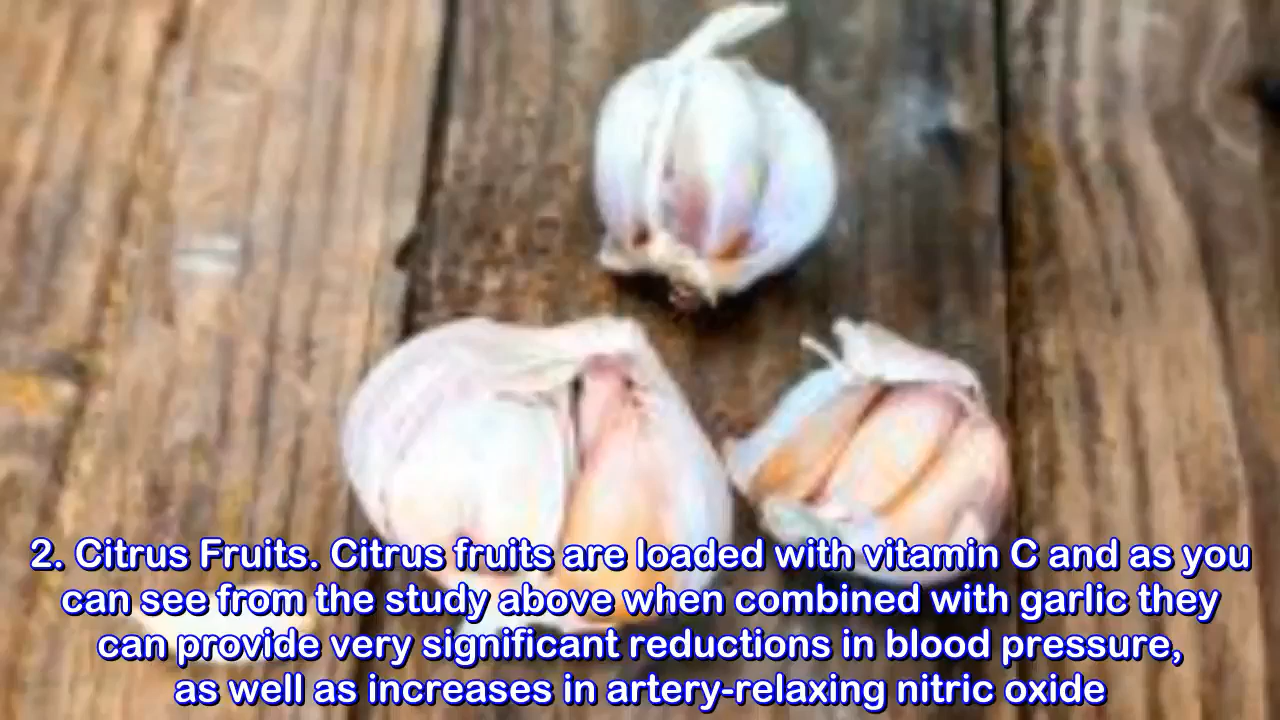 2. Citrus Fruits. Citrus fruits are loaded with vitamin C and as you
can see from the study above when combined with garlic they
can provide very significant reductions in blood pressure,
as well as increases in artery-relaxing nitric oxide